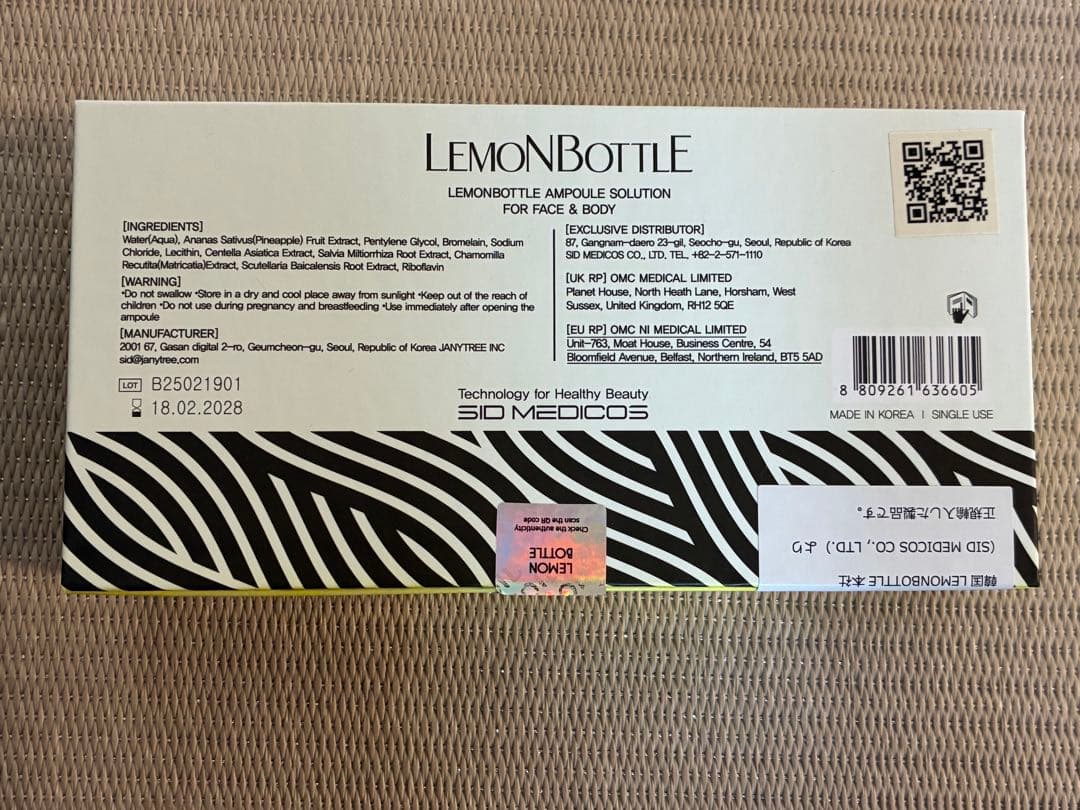 LEMONBOTTLE
LEMONBOTTLE AMPOULE SOLUTION
FOR FACE & BODY
[INGREDIENTS]
Water(Aqua), Ananas Sativus(Pineapple) Fruit Extract, Pentylene Glycol, Bromelain, Sodium
Chloride, Lecithin, Centella Asiatica Extract, Salvia Miltiorrhiza Root Extract, Chamomilla
Recutita(Matricatia)Extract, Scutellaria Baicalensis Root Extract, Riboflavin
[WARNING]
•Do not swallow •Store in a dry and cool place away from sunlight •Keep out of the reach of
children •Do not use during pregnancy and breastfeeding •Use immediately after opening the
ampoule
[MANUFACTURER]
2001 67, Gasan digital 2-ro, Geumcheon-gu, Seoul, Republic of Korea JANYTREE INC
sid@janytree.com
LOT B25021901
18.02.2028
[EXCLUSIVE DISTRIBUTOR]
87, Gangnam-daero 23-gil, Seocho-gu, Seoul, Republic of Korea
SID MEDICOS CO., LTD. TEL, +82-2-571-1110
[UK RP] OMC MEDICAL LIMITED
Planet House, North Heath Lane, Horsham, West
Sussex, United Kingdom, RH12 5QE
[EU RP] OMC NI MEDICAL LIMITED
Unit-763, Moat House, Business Centre, 54
Bloomfield Avenue, Belfast, Northern Ireland, BT5 5AD
Technology for Healthy Beauty
SID MEDICOS
8 809261 636605
MADE IN KOREA | SINGLE USE
LEMON
BOTTLE
Check the authenticity
scan the QR code
韓国 LEMONBOTTLE 本社
(SID MEDICOS CO., LTD.) より
正規輸入した製品です。